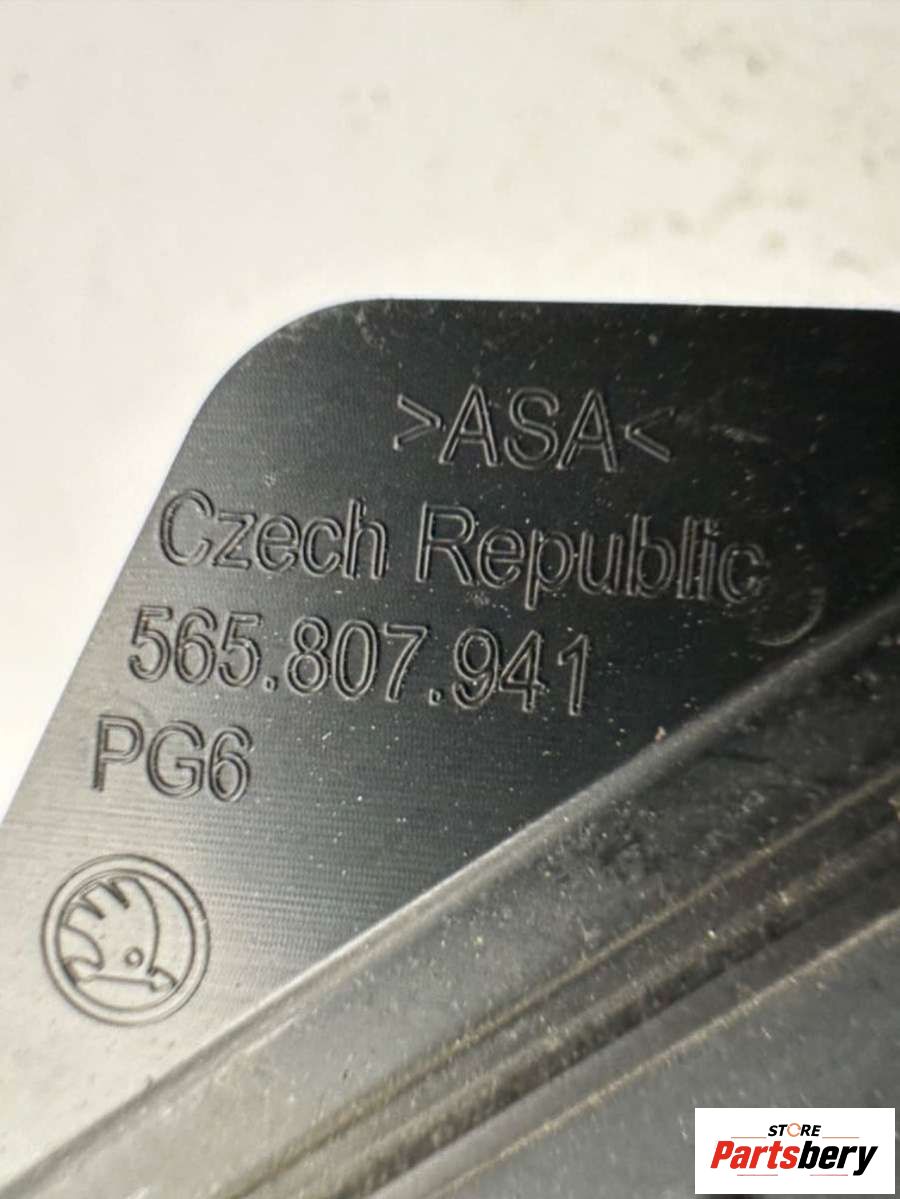 >ASA<
Czech Republic
565.807.941
PG6
STORE
Partsbery